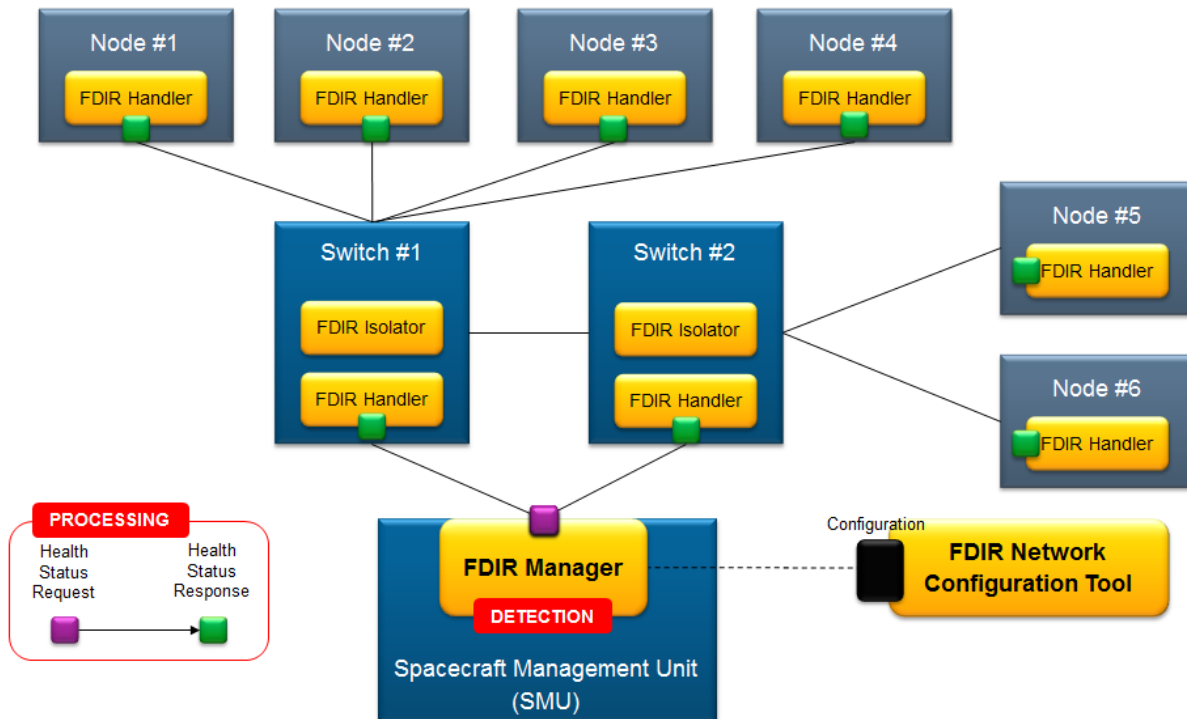 Node #1
FDIR Handler
Node #2
FDIR Handler
Node #3
FDIR Handler
Node #4
FDIR Handler
Switch #1
FDIR Isolator
FDIR Handler
Switch #2
FDIR Isolator
FDIR Handler
Node #5
FDIR Handler
Node #6
FDIR Handler
PROCESSING
Health
Status
Request
Health
Status
Response
FDIR Manager
DETECTION
Spacecraft Management Unit
(SMU)
Configuration
FDIR Network
Configuration Tool